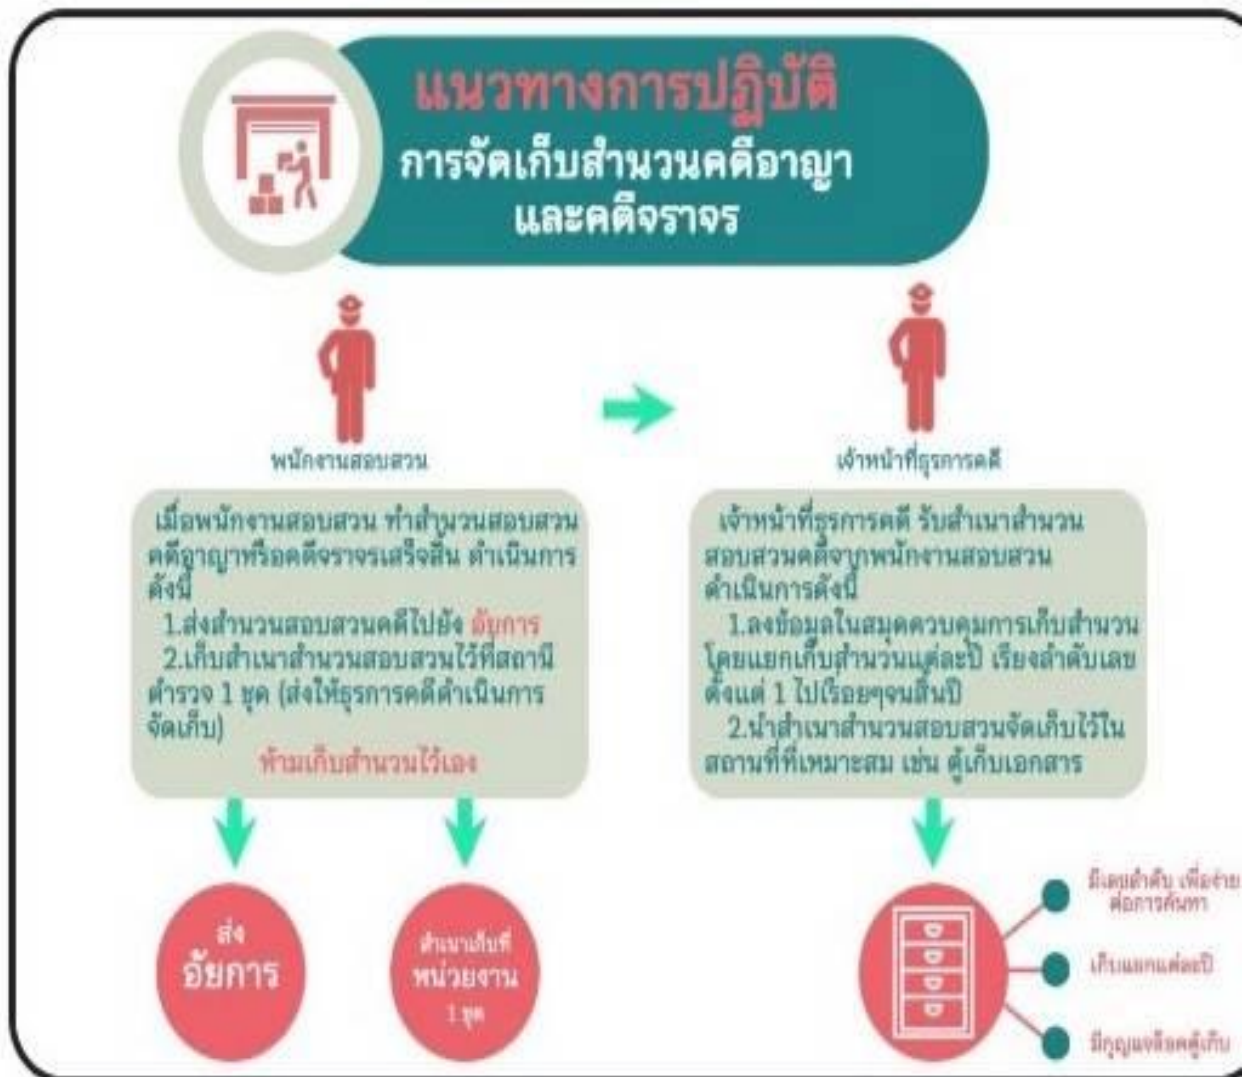 แนวทางการปฏิบัติ
การจัดเก็บสำนวนคดีอาญา
และคดีจราจร
พนักงานสอบสวน
เมื่อพนักงานสอบสวน ทำสำนวนสอบสวน
คดีอาญาหรือคดีจราจรเสร็จสิ้น ดำเนินการ
ดังนี้
1.ส่งสำนวนสอบสวนคดีไปยัง อัยการ
2.เก็บสำเนาสำนวนสอบสวนไว้ที่สถานี
ตำรวจ 1 ชุด (ส่งให้ธุรการคดีดำเนินการ
จัดเก็บ)
ห้ามเก็บสำนวนไว้เอง
ส่ง
อัยการ
สำเนาเก็บที่
หน่วยงาน
1 ชุด
เจ้าหน้าที่ธุรการคดี
เจ้าหน้าที่ธุรการคดี รับสำเนาสำนวน
สอบสวนคดีจากพนักงานสอบสวน
ดำเนินการดังนี้
1.ลงข้อมูลในสมุดควบคุมการเก็บสำนวน
โดยแยกเก็บสำนวนแต่ละปี เรียงลำดับเลข
ตั้งแต่ 1 ไปเรื่อยๆจนสิ้นปี
2.นำสำเนาสำนวนสอบสวนจัดเก็บไว้ใน
สถานที่ที่เหมาะสม เช่น ตู้เก็บเอกสาร
มีเลขลำดับ เพื่อง่าย
ต่อการค้นหา
เก็บแยกแต่ละปี
มีกุญแจล็อคตู้เก็บ